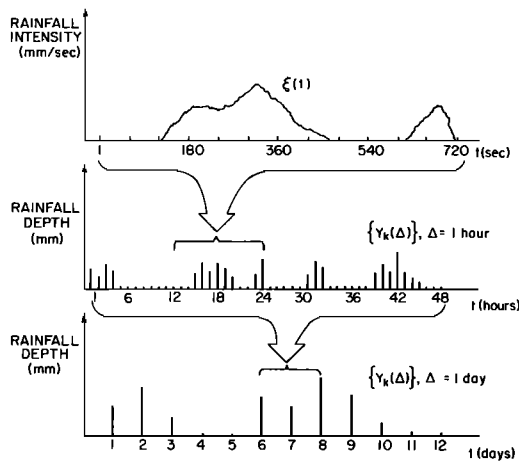 RAINFALL
INTENSITY
(mm/sec)
ξ(1)
1 180 360 540 720 t(sec)
RAINFALL
DEPTH
(mm)
{Yk(Δ)}, Δ = 1 hour
1 6 12 18 24 30 36 42 48 t(hours)
RAINFALL
DEPTH
(mm)
{Yk(Δ)}, Δ = 1 day
1 2 3 4 5 6 7 8 9 10 11 12 t(days)